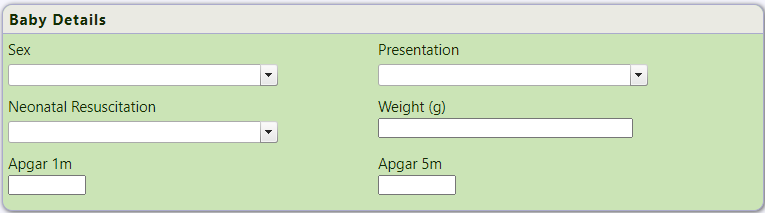 Baby Details
Sex
Presentation
Neonatal Resuscitation
Weight (g)
Apgar 1m
Apgar 5m